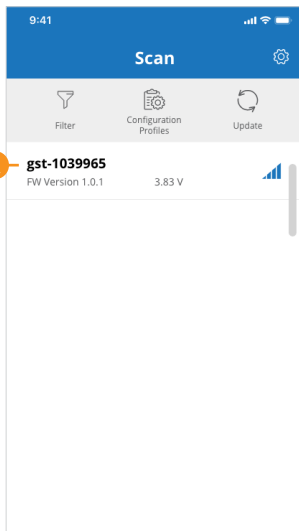 9:41
Scan
Filter
Configuration
Profiles
Update
gst-1039965
FW Version 1.0.1 3.83 V